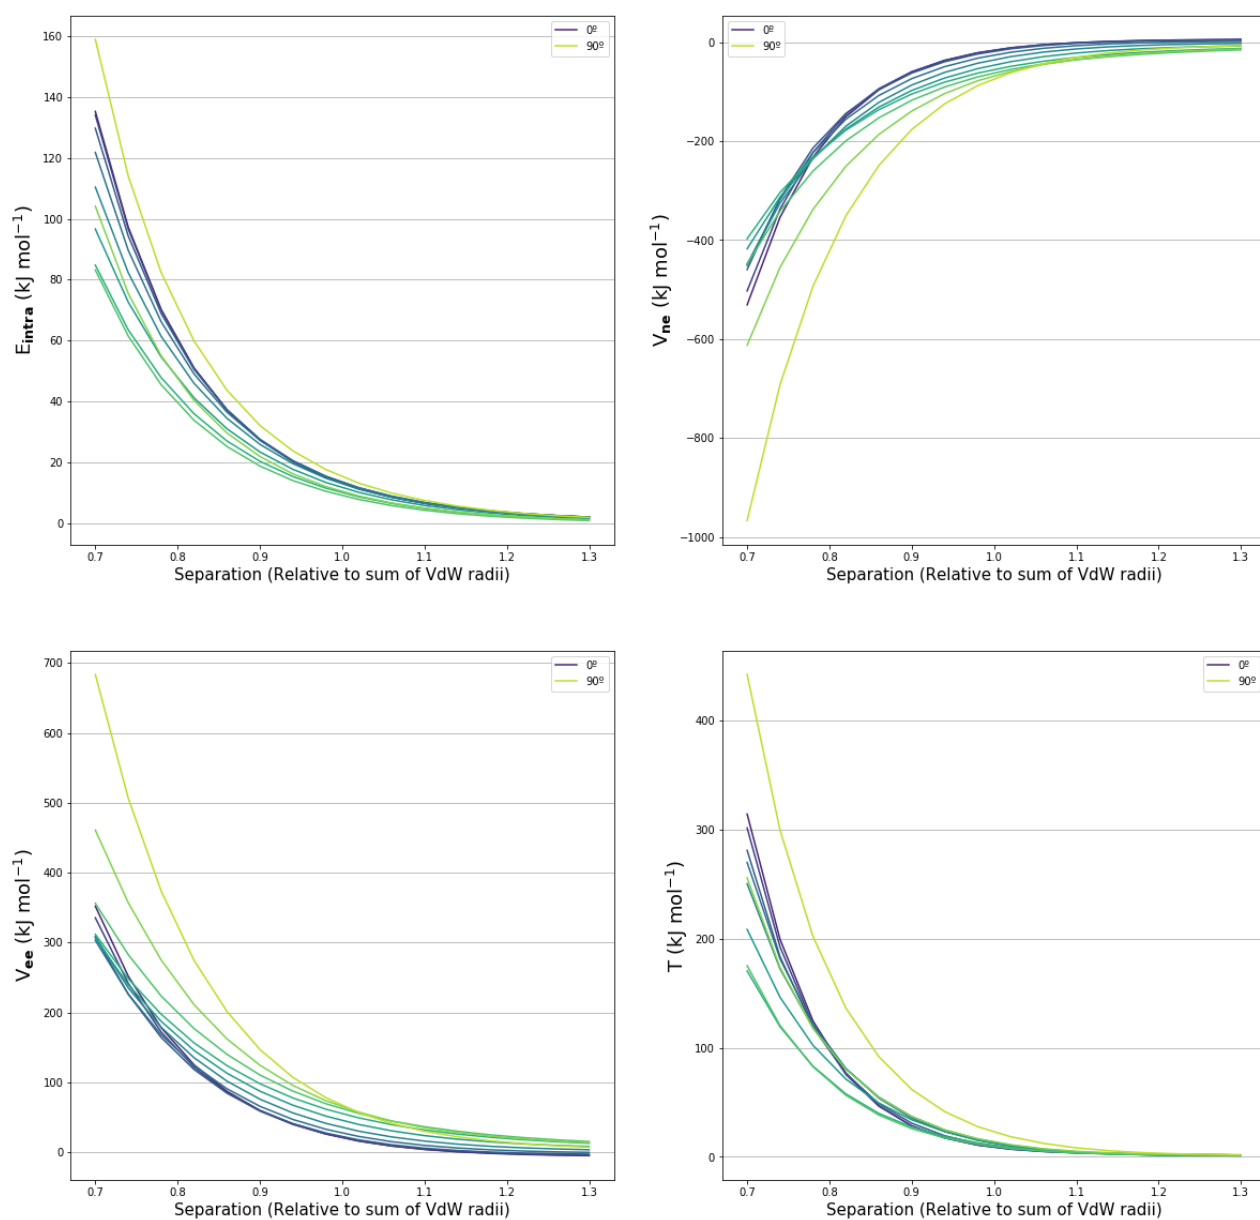 0º
90º
160
140
120
100
80
60
40
20
0
E_intra (kJ mol⁻¹)
0.7 0.8 0.9 1.0 1.1 1.2 1.3
Separation (Relative to sum of VdW radii)
0º
90º
0
−200
−400
−600
−800
−1000
V_ne (kJ mol⁻¹)
0.7 0.8 0.9 1.0 1.1 1.2 1.3
Separation (Relative to sum of VdW radii)
0º
90º
700
600
500
400
300
200
100
0
V_ee (kJ mol⁻¹)
0.7 0.8 0.9 1.0 1.1 1.2 1.3
Separation (Relative to sum of VdW radii)
0º
90º
400
300
200
100
0
T (kJ mol⁻¹)
0.7 0.8 0.9 1.0 1.1 1.2 1.3
Separation (Relative to sum of VdW radii)